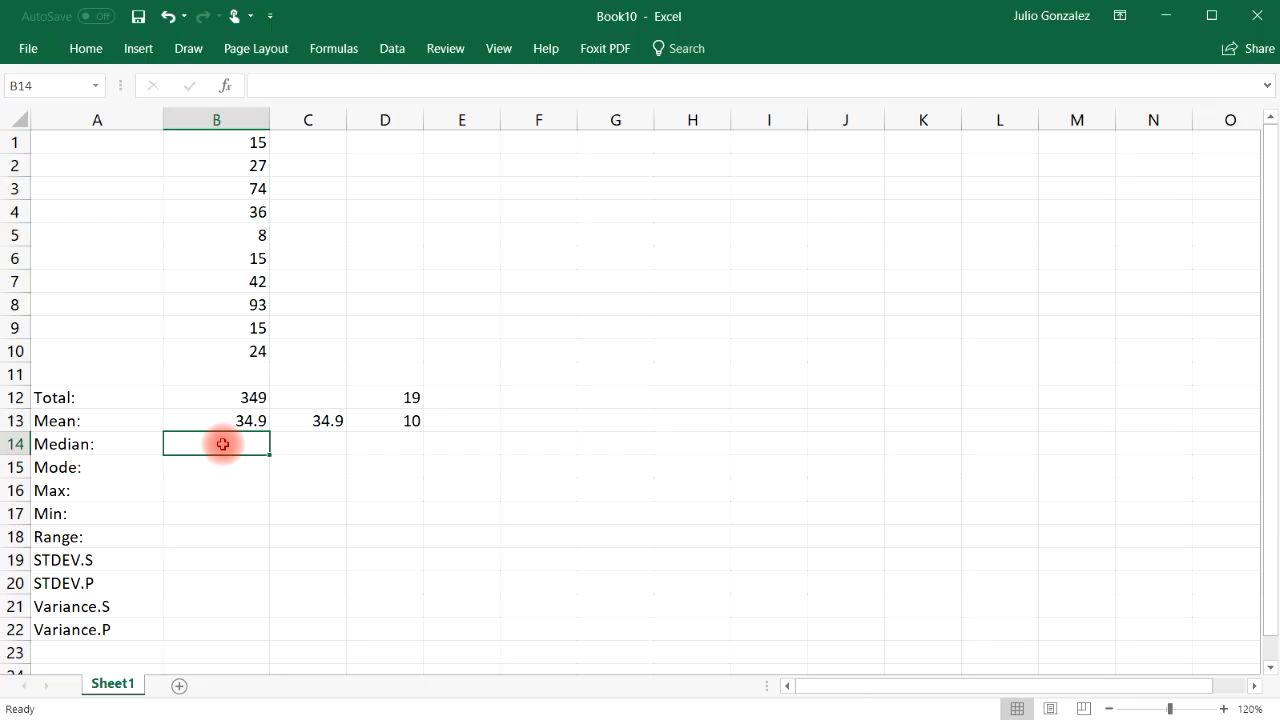 AutoSave Off Book10 - Excel Julio Gonzalez
File Home Insert Draw Page Layout Formulas Data Review View Help Foxit PDF Search Share
B14 fx
A B C D E F G H I J K L M N O
1 15
2 27
3 74
4 36
5 8
6 15
7 42
8 93
9 15
10 24
11
12 Total: 349 19
13 Mean: 34.9 34.9 10
14 Median:
15 Mode:
16 Max:
17 Min:
18 Range:
19 STDEV.S
20 STDEV.P
21 Variance.S
22 Variance.P
23
24
Sheet1
Ready 120%